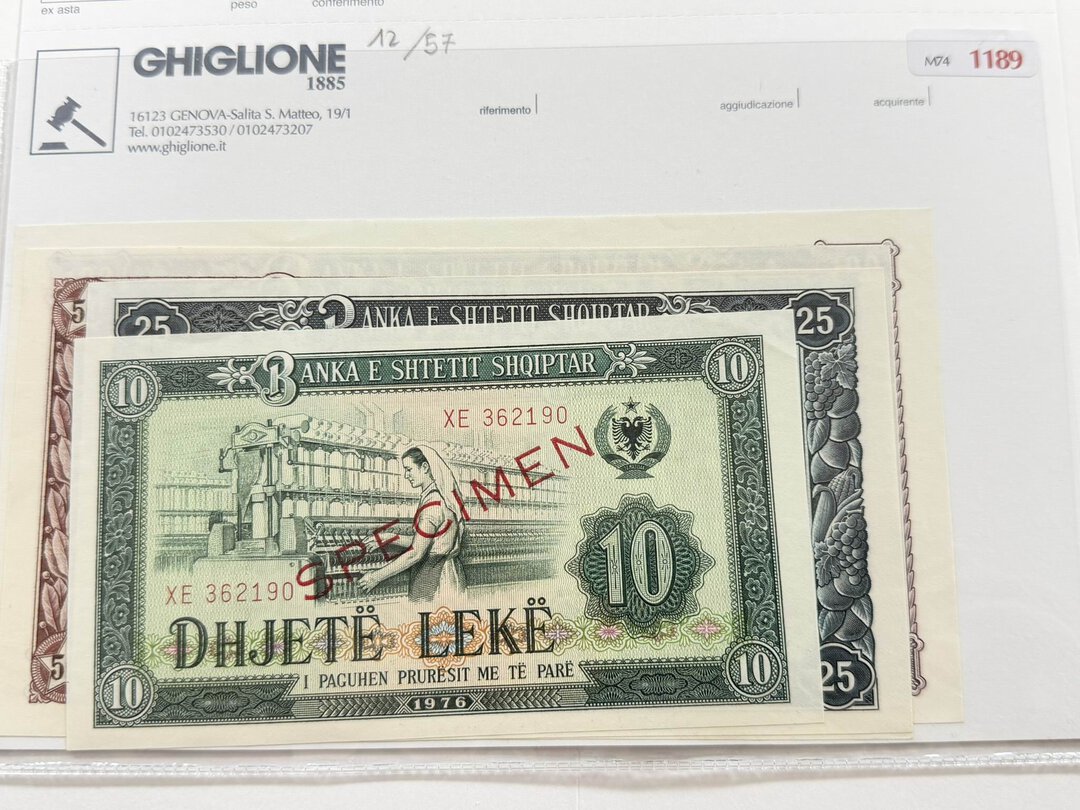 ex asta
peso
conferimento
GHIGLIONE
1885
12/57
M74 1189
16123 GENOVA-Salita S. Matteo, 19/1
Tel. 0102473530 / 0102473207
www.ghiglione.it
riferimento
aggiudicazione
acquirente
5
25 BANKA E SHTETIT SHQIPTAR 25
10 BANKA E SHTETIT SHQIPTAR 10
XE 362190
SPECIMEN
10
XE 362190
DHJETË LEKË
I PAGUHEN PRURËSIT ME TË PARË
5 10 1976 10 25